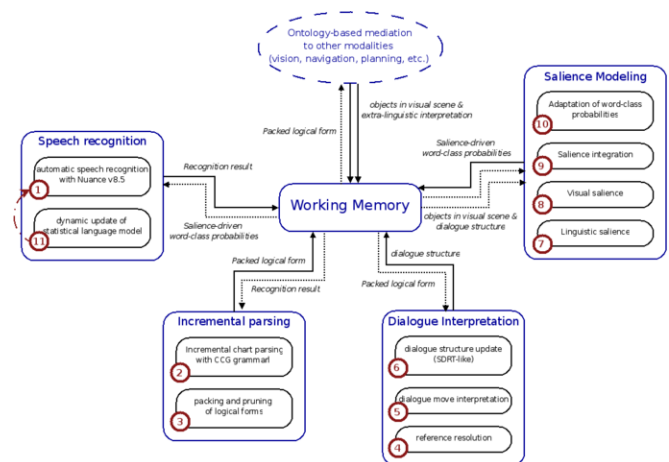 Ontology-based mediation
to other modalities
(vision, navigation, planning, etc.)
Packed logical form
objects in visual scene &
extra-linguistic interpretation
Salience Modeling
10
Adaptation of word-class
probabilities
9
Salience integration
8
Visual salience
7
Linguistic salience
Speech recognition
1
automatic speech recognition
with Nuance v8.5
11
dynamic update of
statistical language model
Recognition result
Salience-driven
word-class probabilities
Working Memory
Salience-driven
word-class probabilities
objects in visual scene &
dialogue structure
Packed logical form
Recognition result
dialogue structure
Packed logical form
Incremental parsing
2
Incremental chart parsing
with CCG grammarl
3
packing and pruning
of logical forms
Dialogue Interpretation
6
dialogue structure update
(SDRT-like)
5
dialogue move interpretation
4
reference resolution